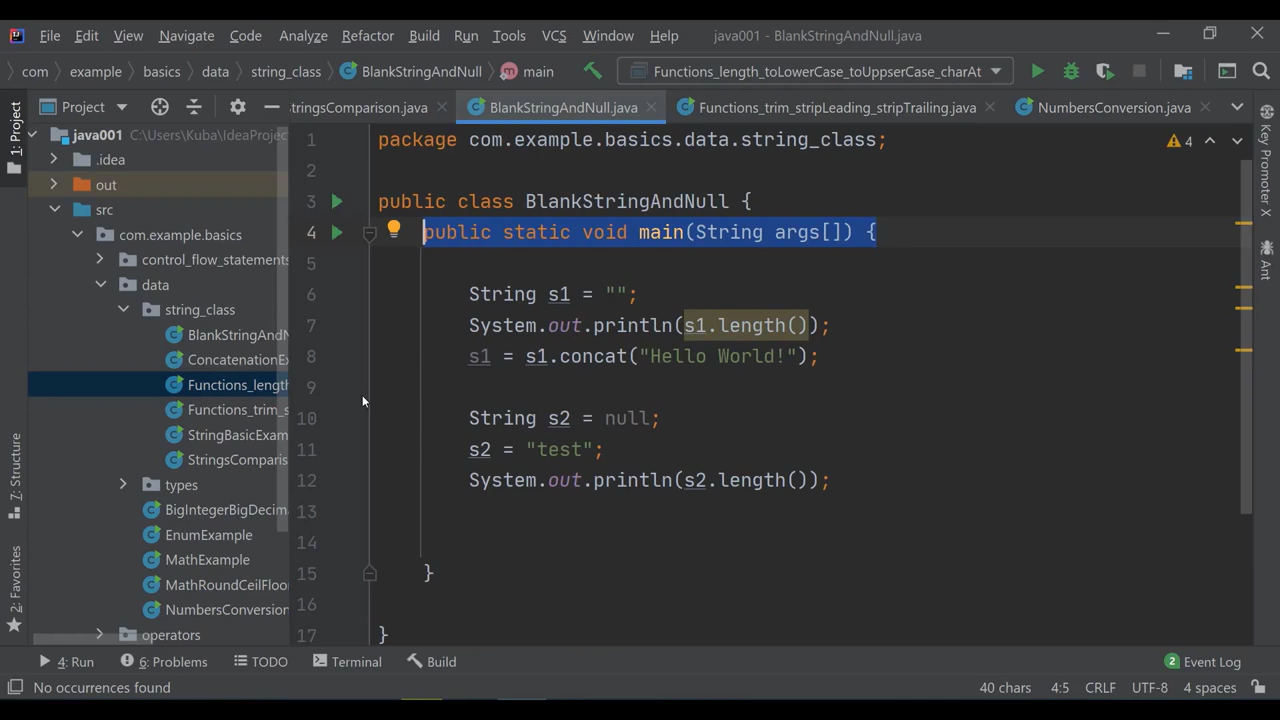 File Edit View Navigate Code Analyze Refactor Build Run Tools VCS Window Help java001 - BlankStringAndNull.java
com example basics data string_class BlankStringAndNull main Functions_length_toLowerCase_toUppserCase_charAt
1: Project
Project
stringsComparison.java BlankStringAndNull.java Functions_trim_stripLeading_stripTrailing.java NumbersConversion.java
java001 C:\Users\Kuba\IdeaProje
.idea
out
src
com.example.basics
control_flow_statements
data
string_class
BlankStringAndN
ConcatenationEx
Functions_length
Functions_trim_s
StringBasicExam
StringsComparis
types
BigIntegerBigDecima
EnumExample
MathExample
MathRoundCeilFloor
NumbersConversion
operators
7: Structure
2: Favorites
1 package com.example.basics.data.string_class;
2
3 public class BlankStringAndNull {
4 public static void main(String args[]) {
5
6 String s1 = "";
7 System.out.println(s1.length());
8 s1 = s1.concat("Hello World!");
9
10 String s2 = null;
11 s2 = "test";
12 System.out.println(s2.length());
13
14
15 }
16
17 }
4
Key Promoter X
Ant
4: Run 6: Problems TODO Terminal Build 2 Event Log
No occurrences found 40 chars 4:5 CRLF UTF-8 4 spaces